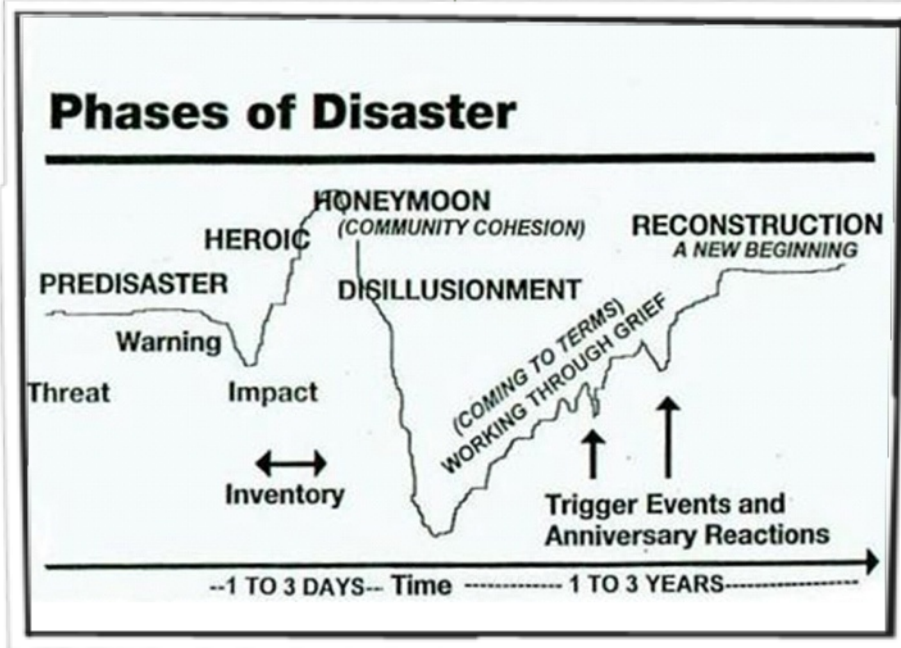 Phases of Disaster
HONEYMOON
(COMMUNITY COHESION)
HEROIC
RECONSTRUCTION
A NEW BEGINNING
PREDISASTER
DISILLUSIONMENT
Warning
(COMING TO TERMS)
WORKING THROUGH GRIEF
Threat
Impact
Inventory
Trigger Events and
Anniversary Reactions
--1 TO 3 DAYS-- Time ----------- 1 TO 3 YEARS---------------